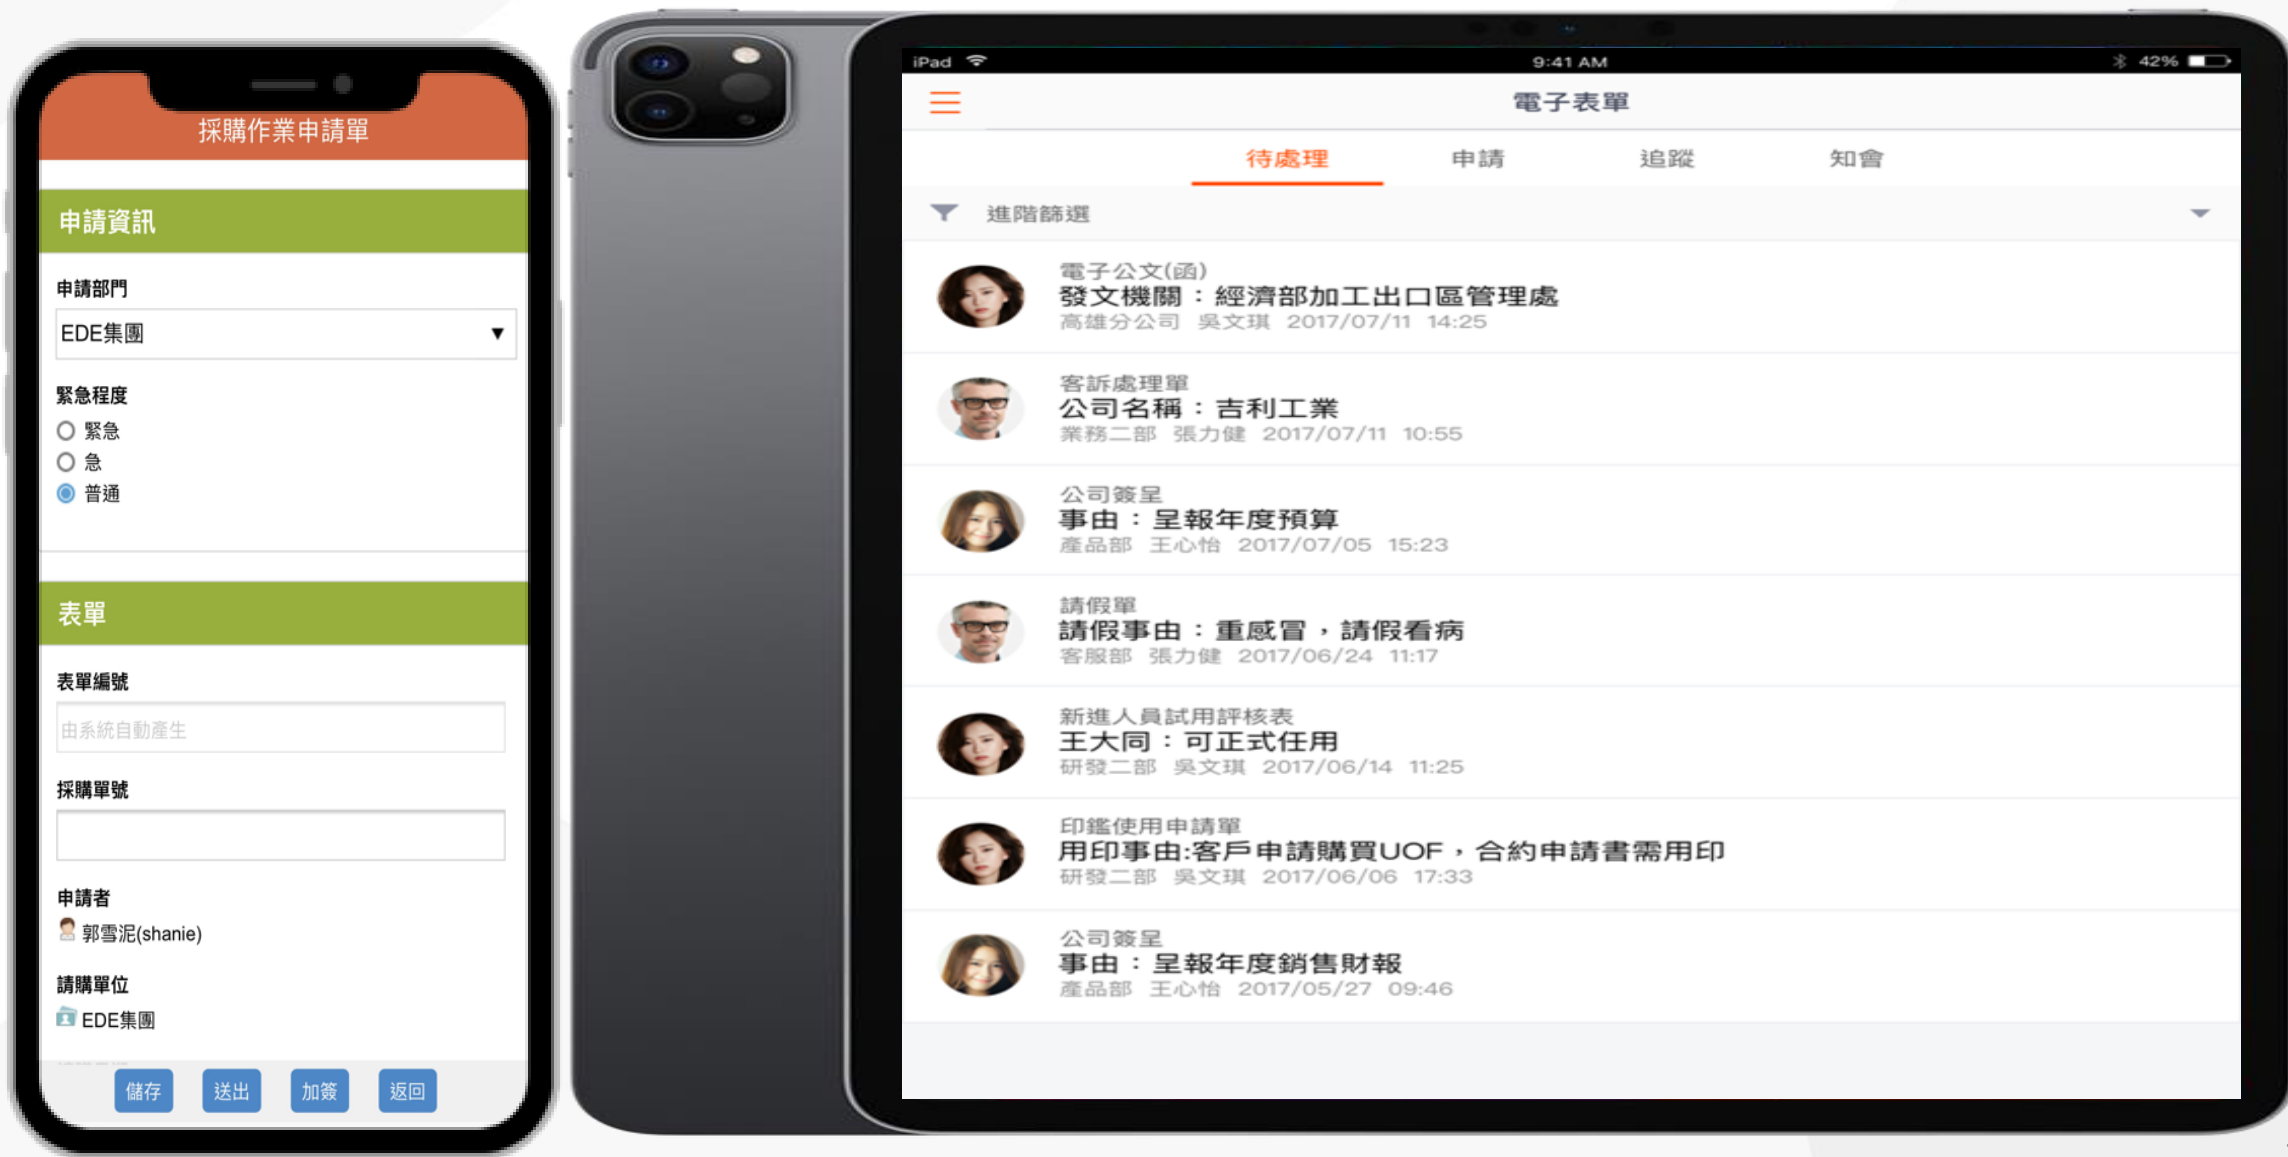 採購作業申請單
申請資訊
申請部門
EDE集團
緊急程度
緊急
急
普通
表單
表單編號
由系統自動產生
採購單號
申請者
郭雪泥(shanie)
請購單位
EDE集團
儲存 送出 加簽 返回
iPad 9:41 AM 42%
電子表單
待處理 申請 追蹤 知會
進階篩選
電子公文(函)
發文機關：經濟部加工出口區管理處
高雄分公司 吳文琪 2017/07/11 14:25
客訴處理單
公司名稱：吉利工業
業務二部 張力健 2017/07/11 10:55
公司簽呈
事由：呈報年度預算
產品部 王心怡 2017/07/05 15:23
請假單
請假事由：重感冒，請假看病
客服部 張力健 2017/06/24 11:17
新進人員試用評核表
王大同：可正式任用
研發二部 吳文琪 2017/06/14 11:25
印鑑使用申請單
用印事由:客戶申請購買UOF，合約申請書需用印
研發二部 吳文琪 2017/06/06 17:33
公司簽呈
事由：呈報年度銷售財報
產品部 王心怡 2017/05/27 09:46